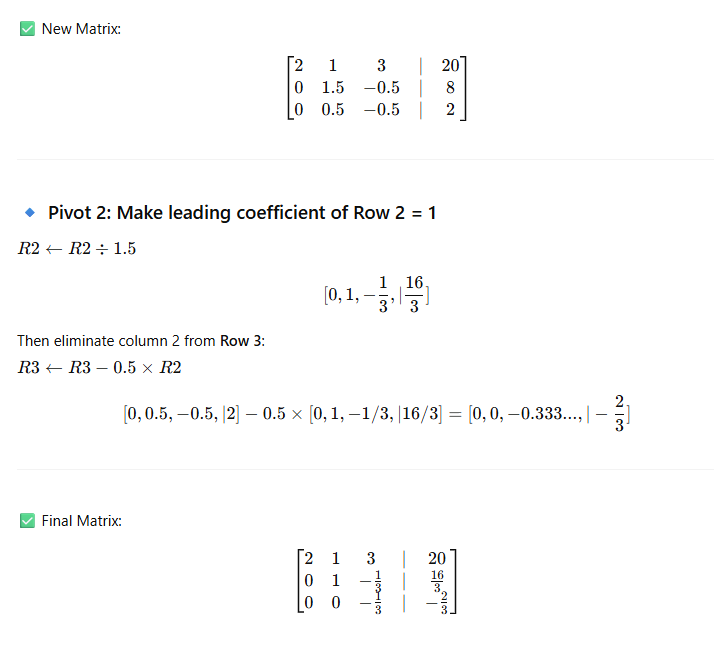 ✅ New Matrix:
[2 1 3 | 20]
[0 1.5 −0.5 | 8]
[0 0.5 −0.5 | 2]
🔹 Pivot 2: Make leading coefficient of Row 2 = 1
R2 ← R2 ÷ 1.5
[0, 1, −1/3, |16/3]
Then eliminate column 2 from Row 3:
R3 ← R3 − 0.5 × R2
[0, 0.5, −0.5, |2] − 0.5 × [0, 1, −1/3, |16/3] = [0, 0, −0.333..., | − 2/3]
✅ Final Matrix:
[2 1 3 | 20]
[0 1 −1/3 | 16/3]
[0 0 −1/3 | −2/3]